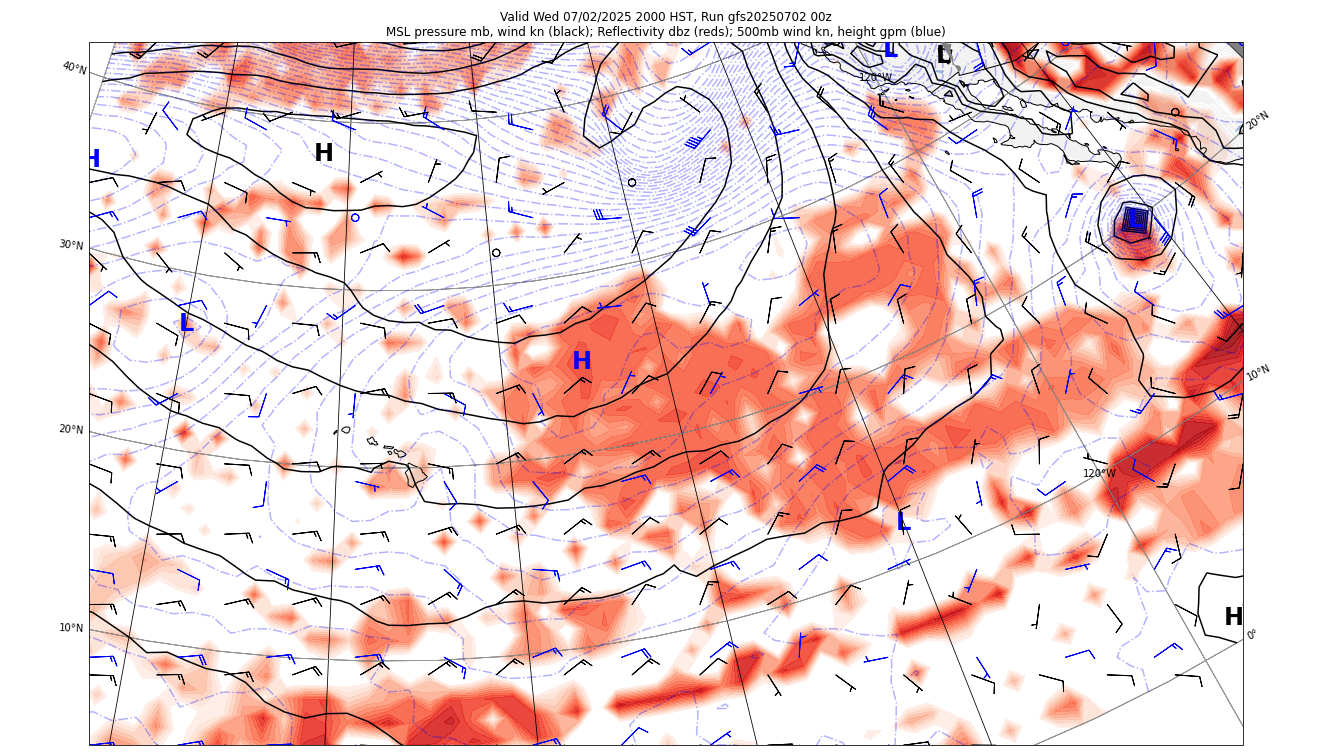 Valid Wed 07/02/2025 2000 HST, Run gfs20250702 00z
MSL pressure mb, wind kn (black); Reflectivity dbz (reds); 500mb wind kn, height gpm (blue)
L
L
40°N
120°W
20°N
H
H
30°N
L
H
10°N
20°N
120°W
L
10°N
H
0°